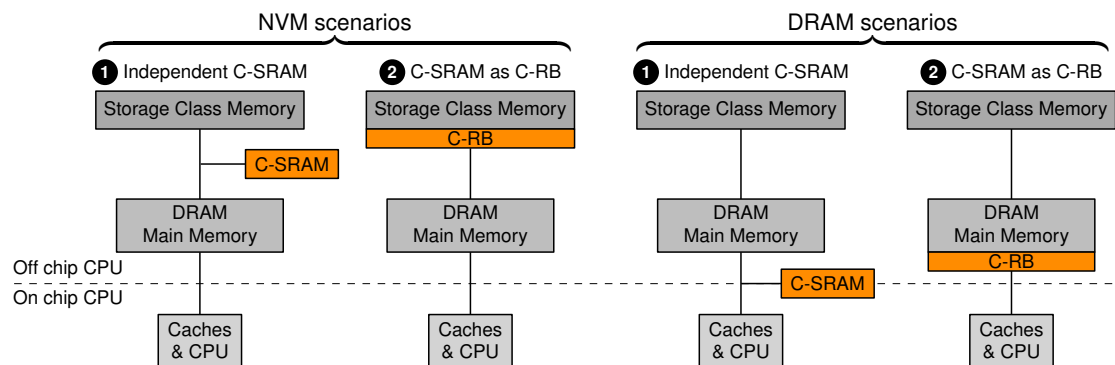 NVM scenarios
DRAM scenarios
1 Independent C-SRAM
2 C-SRAM as C-RB
1 Independent C-SRAM
2 C-SRAM as C-RB
Storage Class Memory
Storage Class Memory
Storage Class Memory
Storage Class Memory
C-RB
C-SRAM
DRAM
Main Memory
DRAM
Main Memory
DRAM
Main Memory
DRAM
Main Memory
C-RB
Off chip CPU
C-SRAM
On chip CPU
Caches
& CPU
Caches
& CPU
Caches
& CPU
Caches
& CPU